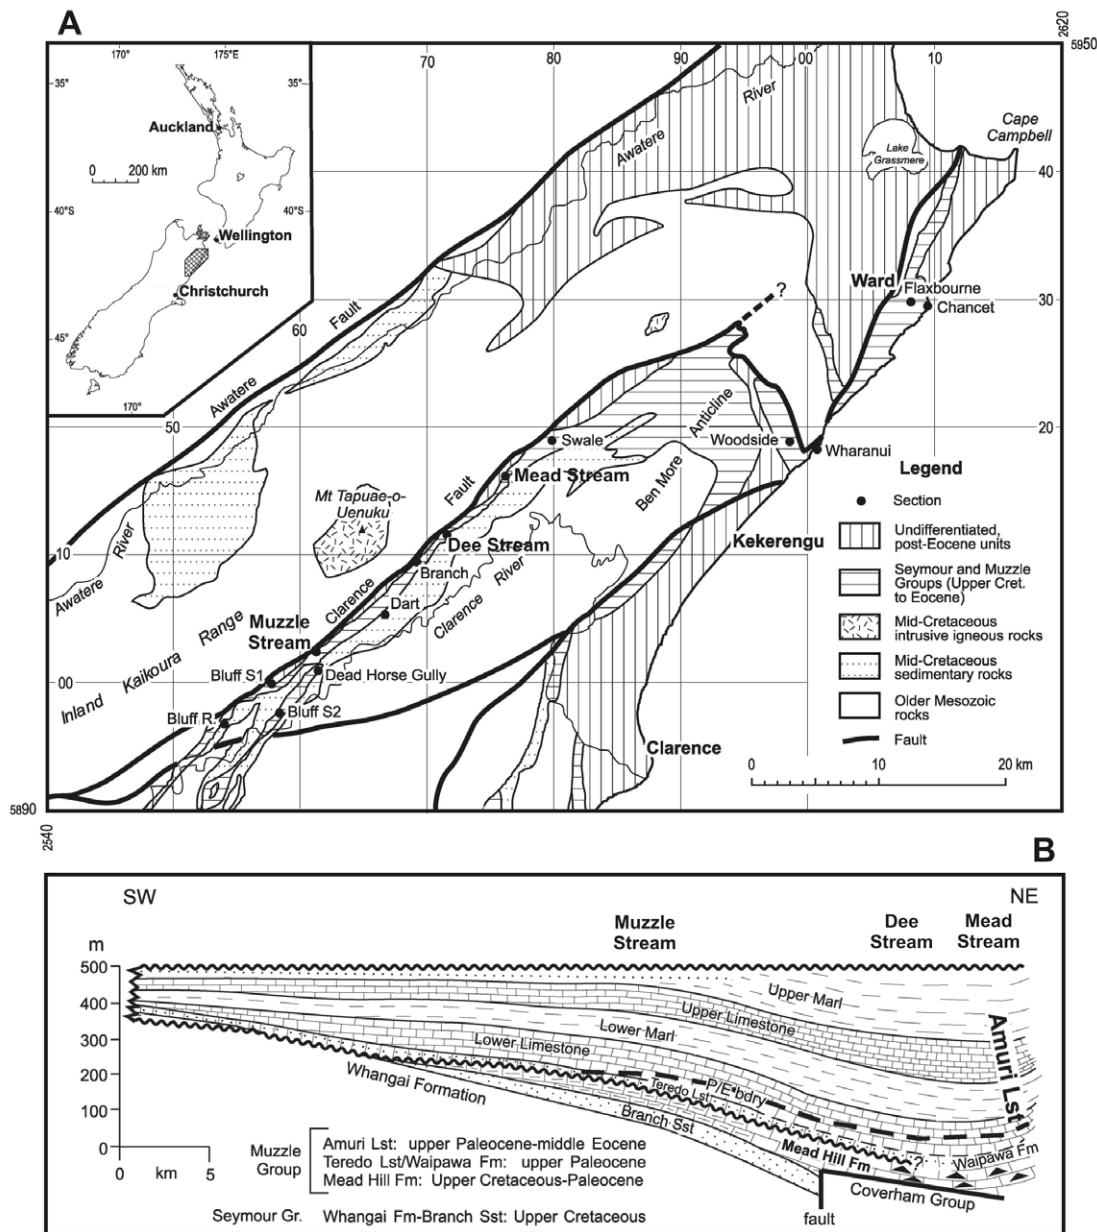 A
2620
5950
170°
175°E
35°
35°
Auckland
0 200 km
40°S
40°S
Wellington
Christchurch
45°
170°
70
80
90
00
10
River
Awatere
Cape
Campbell
Lake
Grassmere
40
Ward
Flaxbourne
30
Chancet
?
60
Fault
Awatere
50
20
Anticline
Swale
Woodside
Wharanui
Mead Stream
Ben More
Fault
Mt Tapuae-o-
Uenuku
River
10
Dee Stream
Kekerengu
Branch
River
Awatere
Clarence
Dart
Clarence
Range
Muzzle
Stream
Kaikoura
Inland
Bluff S1
Dead Horse Gully
00
Bluff R
Bluff S2
Clarence
5890
2540
Legend
Section
Undifferentiated,
post-Eocene units
Seymour and Muzzle
Groups (Upper Cret.
to Eocene)
Mid-Cretaceous
intrusive igneous rocks
Mid-Cretaceous
sedimentary rocks
Older Mesozoic
rocks
Fault
0 10 20 km
B
SW
NE
Muzzle
Stream
Dee
Stream
Mead
Stream
m
500
400
300
200
100
0
0 km 5
Upper Marl
Upper Limestone
Lower Marl
Lower Limestone
Amuri Lst
P/E bdry
Teredo Lst
Whangai Formation
Branch Sst
Mead Hill Fm
?
Waipawa Fm
Coverham Group
fault
Muzzle
Group
Amuri Lst: upper Paleocene-middle Eocene
Teredo Lst/Waipawa Fm: upper Paleocene
Mead Hill Fm: Upper Cretaceous-Paleocene
Seymour Gr. Whangai Fm-Branch Sst: Upper Cretaceous